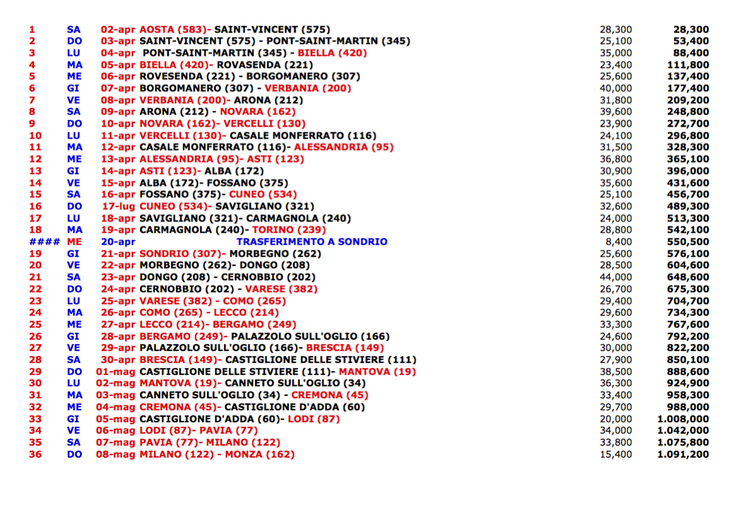 1 SA 02-apr AOSTA (583)- SAINT-VINCENT (575) 28,300 28,300
2 DO 03-apr SAINT-VINCENT (575) - PONT-SAINT-MARTIN (345) 25,100 53,400
3 LU 04-apr PONT-SAINT-MARTIN (345) - BIELLA (420) 35,000 88,400
4 MA 05-apr BIELLA (420)- ROVASENDA (221) 23,400 111,800
5 ME 06-apr ROVESENDA (221) - BORGOMANERO (307) 25,600 137,400
6 GI 07-apr BORGOMANERO (307) - VERBANIA (200) 40,000 177,400
7 VE 08-apr VERBANIA (200)- ARONA (212) 31,800 209,200
8 SA 09-apr ARONA (212) - NOVARA (162) 39,600 248,800
9 DO 10-apr NOVARA (162)- VERCELLI (130) 23,900 272,700
10 LU 11-apr VERCELLI (130)- CASALE MONFERRATO (116) 24,100 296,800
11 MA 12-apr CASALE MONFERRATO (116)- ALESSANDRIA (95) 31,500 328,300
12 ME 13-apr ALESSANDRIA (95)- ASTI (123) 36,800 365,100
13 GI 14-apr ASTI (123)- ALBA (172) 30,900 396,000
14 VE 15-apr ALBA (172)- FOSSANO (375) 35,600 431,600
15 SA 16-apr FOSSANO (375)- CUNEO (534) 25,100 456,700
16 DO 17-lug CUNEO (534)- SAVIGLIANO (321) 32,600 489,300
17 LU 18-apr SAVIGLIANO (321)- CARMAGNOLA (240) 24,000 513,300
18 MA 19-apr CARMAGNOLA (240)- TORINO (239) 28,800 542,100
#### ME 20-apr TRASFERIMENTO A SONDRIO 8,400 550,500
19 GI 21-apr SONDRIO (307)- MORBEGNO (262) 25,600 576,100
20 VE 22-apr MORBEGNO (262)- DONGO (208) 28,500 604,600
21 SA 23-apr DONGO (208) - CERNOBBIO (202) 44,000 648,600
22 DO 24-apr CERNOBBIO (202) - VARESE (382) 26,700 675,300
23 LU 25-apr VARESE (382) - COMO (265) 29,400 704,700
24 MA 26-apr COMO (265) - LECCO (214) 29,600 734,300
25 ME 27-apr LECCO (214)- BERGAMO (249) 33,300 767,600
26 GI 28-apr BERGAMO (249)- PALAZZOLO SULL'OGLIO (166) 24,600 792,200
27 VE 29-apr PALAZZOLO SULL'OGLIO (166)- BRESCIA (149) 30,000 822,200
28 SA 30-apr BRESCIA (149)- CASTIGLIONE DELLE STIVIERE (111) 27,900 850,100
29 DO 01-mag CASTIGLIONE DELLE STIVIERE (111)- MANTOVA (19) 38,500 888,600
30 LU 02-mag MANTOVA (19)- CANNETO SULL'OGLIO (34) 36,300 924,900
31 MA 03-mag CANNETO SULL'OGLIO (34) - CREMONA (45) 33,400 958,300
32 ME 04-mag CREMONA (45)- CASTIGLIONE D'ADDA (60) 29,700 988,000
33 GI 05-mag CASTIGLIONE D'ADDA (60)- LODI (87) 20,000 1.008,000
34 VE 06-mag LODI (87)- PAVIA (77) 34,000 1.042,000
35 SA 07-mag PAVIA (77)- MILANO (122) 33,800 1.075,800
36 DO 08-mag MILANO (122) - MONZA (162) 15,400 1.091,200